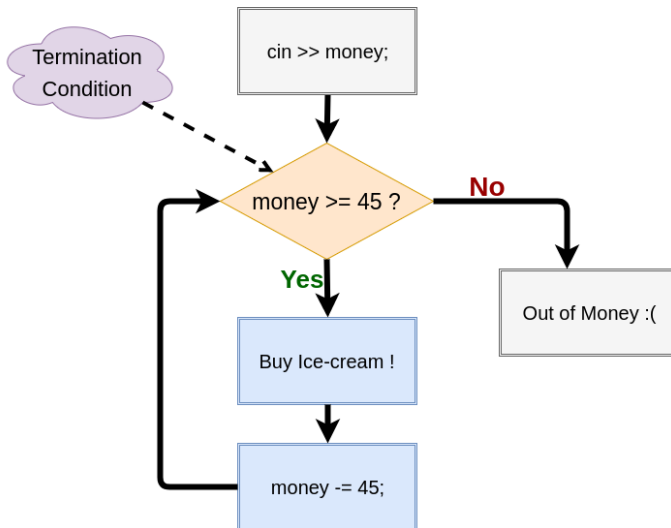 cin >> money;
Termination
Condition
money >= 45 ?
No
Yes
Out of Money :(
Buy Ice-cream !
money -= 45;